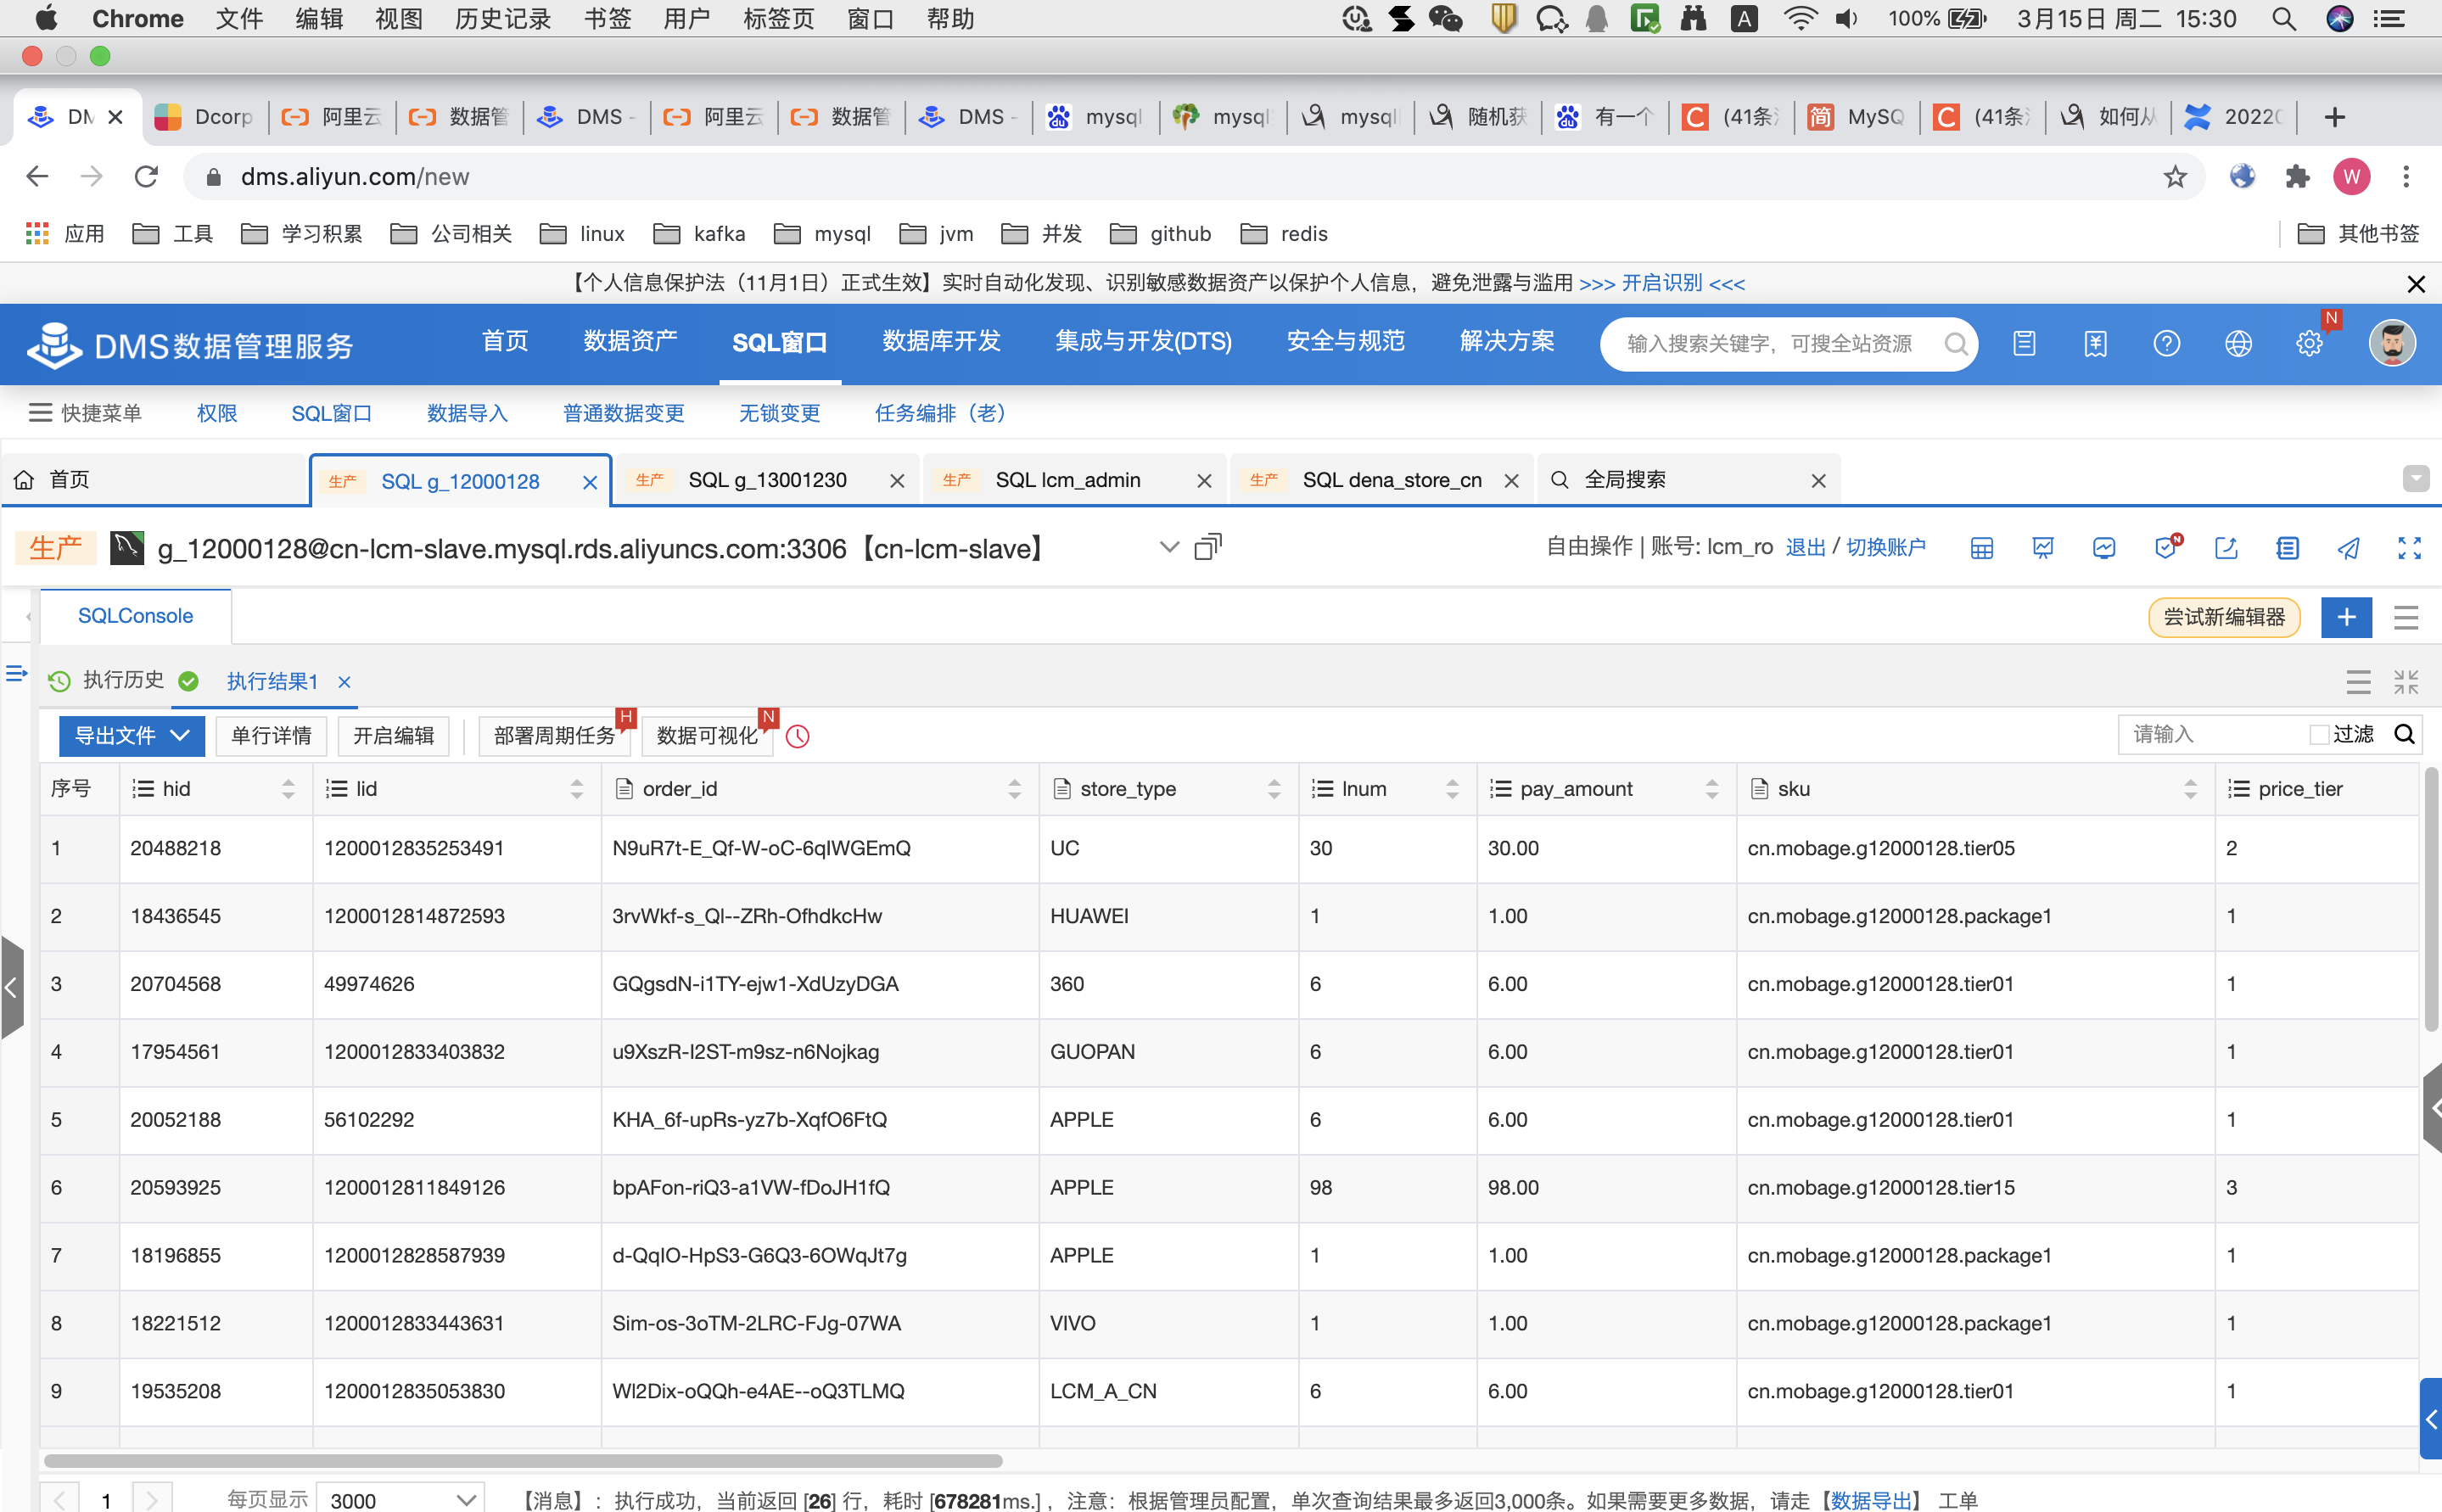 Chrome 文件 编辑 视图 历史记录 书签 用户 标签页 窗口 帮助 A 100% 3月15日 周二 15:30
DM Dcorp 阿里云 数据管 DMS - 阿里云 数据管 DMS - mysql mysql mysql 随机获 有一个 (41条 MySQ (41条 如何从 2022
dms.aliyun.com/new W
应用 工具 学习积累 公司相关 linux kafka mysql jvm 并发 github redis 其他书签
【个人信息保护法（11月1日）正式生效】实时自动化发现、识别敏感数据资产以保护个人信息，避免泄露与滥用 >>> 开启识别 <<<
DMS数据管理服务 首页 数据资产 SQL窗口 数据库开发 集成与开发(DTS) 安全与规范 解决方案 输入搜索关键字，可搜全站资源 N
快捷菜单 权限 SQL窗口 数据导入 普通数据变更 无锁变更 任务编排（老）
首页 生产 SQL g_12000128 生产 SQL g_13001230 生产 SQL lcm_admin 生产 SQL dena_store_cn 全局搜索
生产 g_12000128@cn-lcm-slave.mysql.rds.aliyuncs.com:3306【cn-lcm-slave】 自由操作 | 账号: lcm_ro 退出 / 切换账户 N
SQLConsole 尝试新编辑器
执行历史 执行结果1
导出文件 单行详情 开启编辑 部署周期任务 H 数据可视化 N 请输入 过滤
序号 hid lid order_id store_type lnum pay_amount sku price_tier
1 20488218 1200012835253491 N9uR7t-E_Qf-W-oC-6qIWGEmQ UC 30 30.00 cn.mobage.g12000128.tier05 2
2 18436545 1200012814872593 3rvWkf-s_Ql--ZRh-OfhdkcHw HUAWEI 1 1.00 cn.mobage.g12000128.package1 1
3 20704568 49974626 GQgsdN-i1TY-ejw1-XdUzyDGA 360 6 6.00 cn.mobage.g12000128.tier01 1
4 17954561 1200012833403832 u9XszR-l2ST-m9sz-n6Nojkag GUOPAN 6 6.00 cn.mobage.g12000128.tier01 1
5 20052188 56102292 KHA_6f-upRs-yz7b-XqfO6FtQ APPLE 6 6.00 cn.mobage.g12000128.tier01 1
6 20593925 1200012811849126 bpAFon-riQ3-a1VW-fDoJH1fQ APPLE 98 98.00 cn.mobage.g12000128.tier15 3
7 18196855 1200012828587939 d-QqlO-HpS3-G6Q3-6OWqJt7g APPLE 1 1.00 cn.mobage.g12000128.package1 1
8 18221512 1200012833443631 Sim-os-3oTM-2LRC-FJg-07WA VIVO 1 1.00 cn.mobage.g12000128.package1 1
9 19535208 1200012835053830 Wl2Dix-oQQh-e4AE--oQ3TLMQ LCM_A_CN 6 6.00 cn.mobage.g12000128.tier01 1
1 每页显示 3000 【消息】：执行成功，当前返回 [26] 行，耗时 [678281ms.]，注意：根据管理员配置，单次查询结果最多返回3,000条。如果需要更多数据，请走【数据导出】 工单